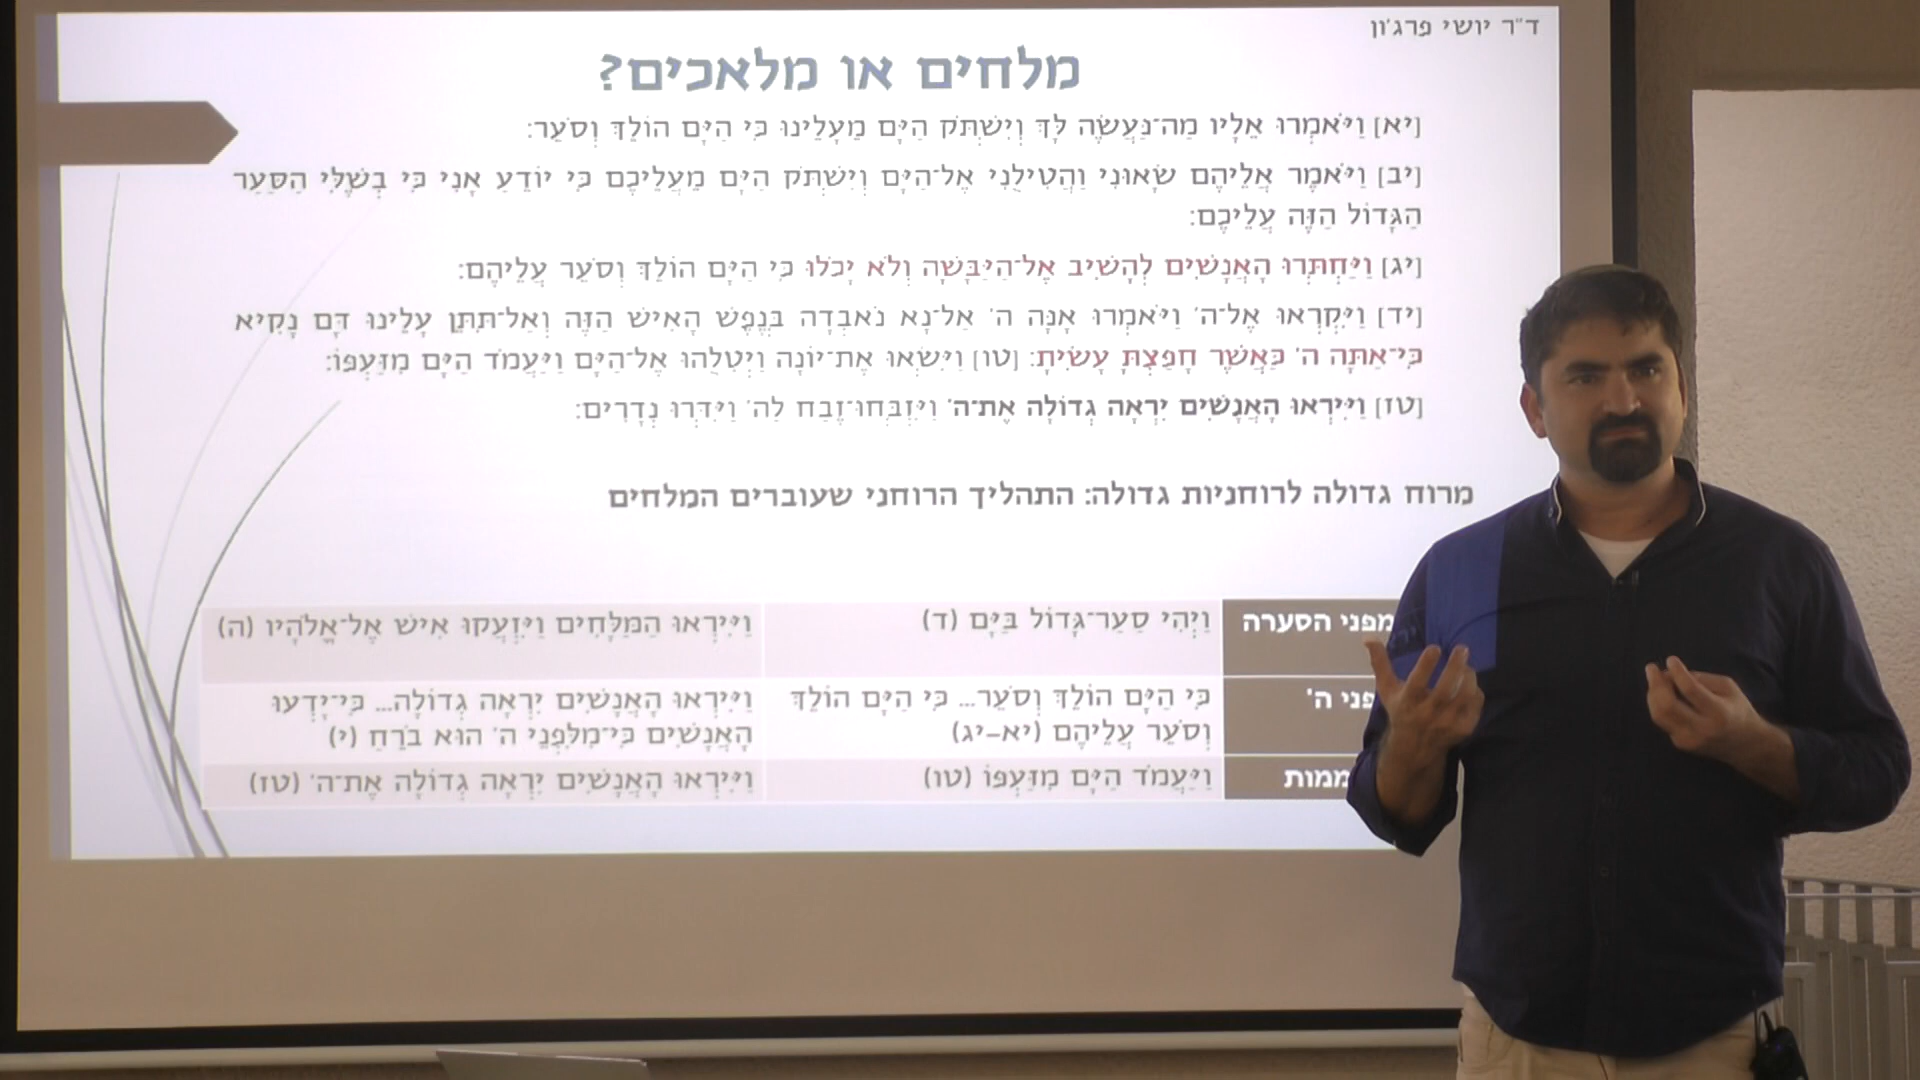 ד״ר יושי פרג׳ון
מלחים או מלאכים?
[יא] וַיֹּאמְרוּ אֵלָיו מַה־נַּעֲשֶׂה לָּךְ וְיִשְׁתֹּק הַיָּם מֵעָלֵינוּ כִּי הַיָּם הוֹלֵךְ וְסֹעֵר:
[יב] וַיֹּאמֶר אֲלֵיהֶם שָׂאוּנִי וַהֲטִילֻנִי אֶל־הַיָּם וְיִשְׁתֹּק הַיָּם מֵעֲלֵיכֶם כִּי יוֹדֵעַ אָנִי כִּי בְשֶׁלִּי הַסַּעַר
הַגָּדוֹל הַזֶּה עֲלֵיכֶם:
[יג] וַיַּחְתְּרוּ הָאֲנָשִׁים לְהָשִׁיב אֶל־הַיַּבָּשָׁה וְלֹא יָכֹלוּ כִּי הַיָּם הוֹלֵךְ וְסֹעֵר עֲלֵיהֶם:
[יד] וַיִּקְרְאוּ אֶל־ה׳ וַיֹּאמְרוּ אָנָּה ה׳ אַל־נָא נֹאבְדָה בְּנֶפֶשׁ הָאִישׁ הַזֶּה וְאַל־תִּתֵּן עָלֵינוּ דָּם נָקִיא
כִּי־אַתָּה ה׳ כַּאֲשֶׁר חָפַצְתָּ עָשִׂיתָ: [טו] וַיִּשְׂאוּ אֶת־יוֹנָה וַיְטִלֻהוּ אֶל־הַיָּם וַיַּעֲמֹד הַיָּם מִזַּעְפּוֹ:
[טז] וַיִּירְאוּ הָאֲנָשִׁים יִרְאָה גְדוֹלָה אֶת־ה׳ וַיִּזְבְּחוּ־זֶבַח לַה׳ וַיִּדְּרוּ נְדָרִים:
מרוח גדולה לרוחניות גדולה: התהליך הרוחני שעוברים המלחים
מפני הסערה וַיְהִי סַעַר־גָּדוֹל בַּיָּם (ד) וַיִּירְאוּ הַמַּלָּחִים וַיִּזְעֲקוּ אִישׁ אֶל־אֱלֹהָיו (ה)
פני ה' כִּי הַיָּם הוֹלֵךְ וְסֹעֵר... כִּי הַיָּם הוֹלֵךְ וַיִּירְאוּ הָאֲנָשִׁים יִרְאָה גְדוֹלָה... כִּי־יָדְעוּ
וְסֹעֵר עֲלֵיהֶם (יא–יג) הָאֲנָשִׁים כִּי־מִלִּפְנֵי ה׳ הוּא בֹרֵחַ (י)
ממות וַיַּעֲמֹד הַיָּם מִזַּעְפּוֹ (טו) וַיִּירְאוּ הָאֲנָשִׁים יִרְאָה גְדוֹלָה אֶת־ה׳ (טז)